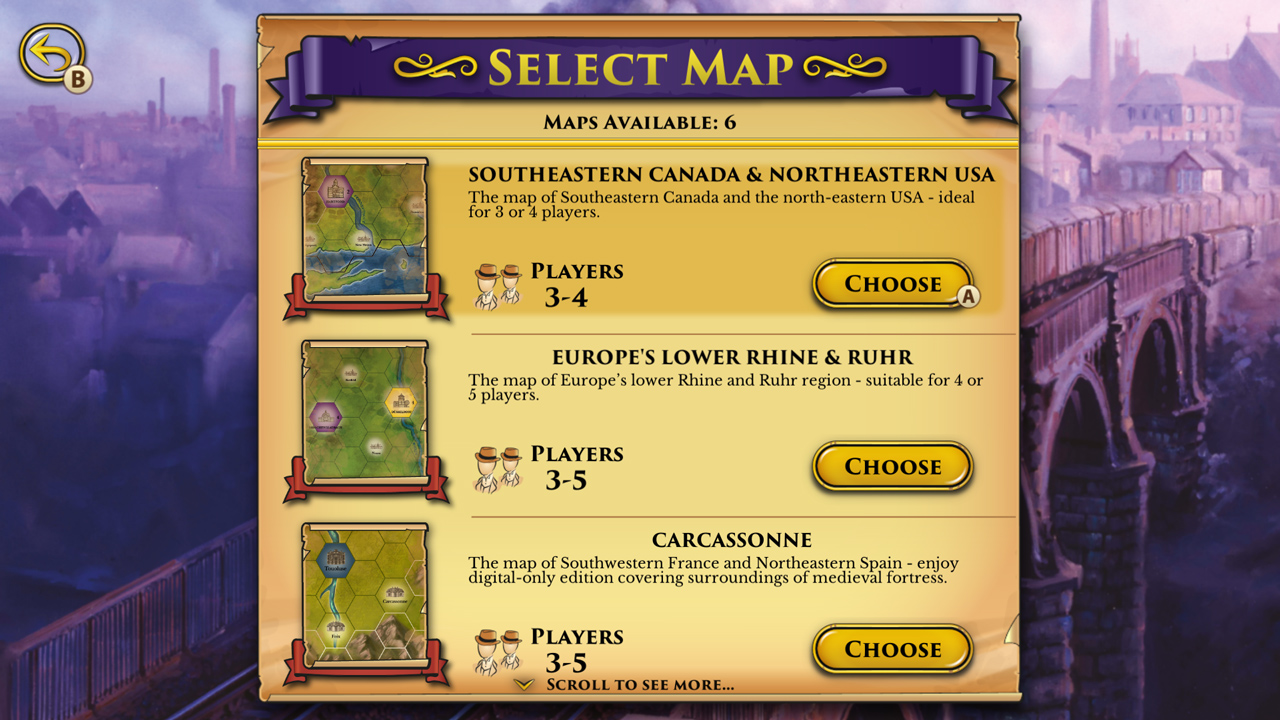 B
SELECT MAP
MAPS AVAILABLE: 6
SOUTHEASTERN CANADA & NORTHEASTERN USA
The map of Southeastern Canada and the north-eastern USA - ideal
for 3 or 4 players.
PLAYERS
3-4
CHOOSE
A
EUROPE'S LOWER RHINE & RUHR
The map of Europe's lower Rhine and Ruhr region - suitable for 4 or
5 players.
PLAYERS
3-5
CHOOSE
CARCASSONNE
The map of Southwestern France and Northeastern Spain - enjoy
digital-only edition covering surroundings of medieval fortress.
Toulouse
Carcassonne
Foix
PLAYERS
3-5
CHOOSE
SCROLL TO SEE MORE...